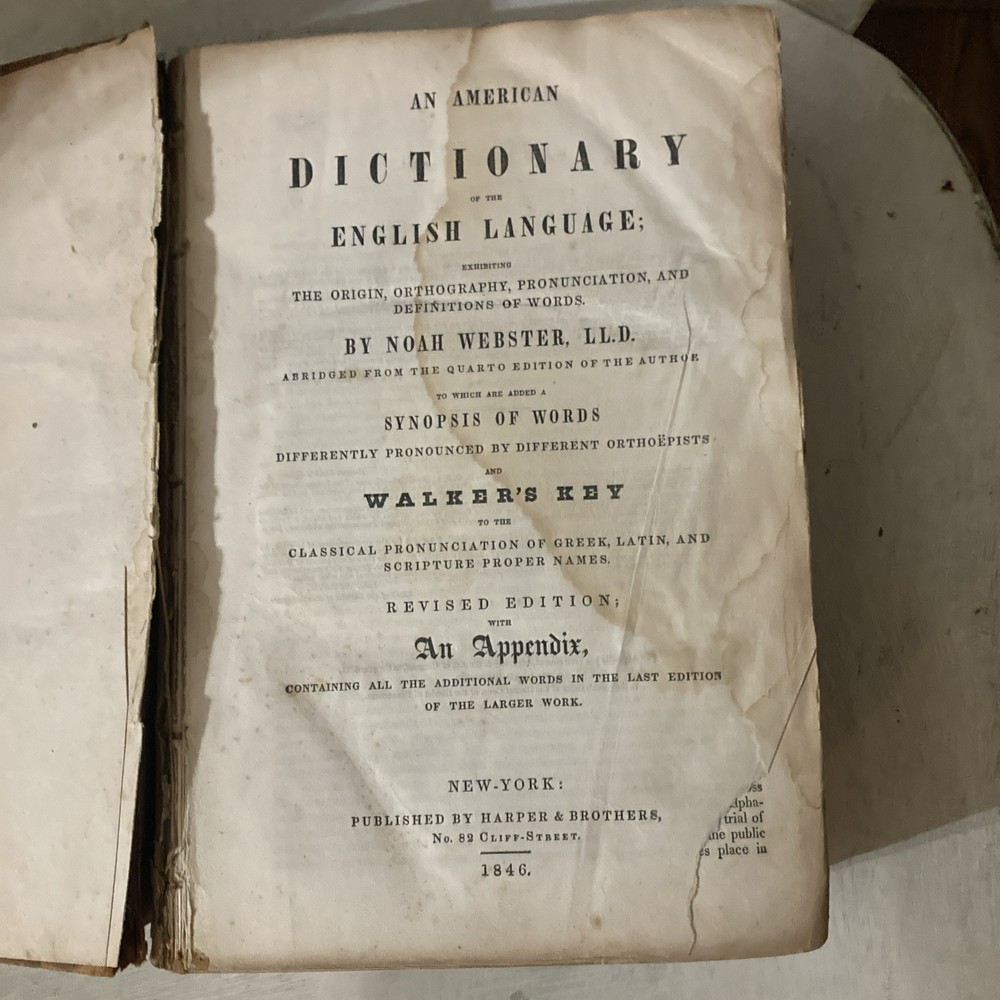 AN AMERICAN
DICTIONARY
OF THE
ENGLISH LANGUAGE;
EXHIBITING
THE ORIGIN, ORTHOGRAPHY, PRONUNCIATION, AND
DEFINITIONS OF WORDS.
BY NOAH WEBSTER, LL.D.
ABRIDGED FROM THE QUARTO EDITION OF THE AUTHOR
TO WHICH ARE ADDED A
SYNOPSIS OF WORDS
DIFFERENTLY PRONOUNCED BY DIFFERENT ORTHOËPISTS
AND
WALKER'S KEY
TO THE
CLASSICAL PRONUNCIATION OF GREEK, LATIN, AND
SCRIPTURE PROPER NAMES.
REVISED EDITION;
WITH
An Appendix,
CONTAINING ALL THE ADDITIONAL WORDS IN THE LAST EDITION
OF THE LARGER WORK.
NEW-YORK:
PUBLISHED BY HARPER & BROTHERS,
No. 82 CLIFF-STREET.
1846.
trial of
public
place in